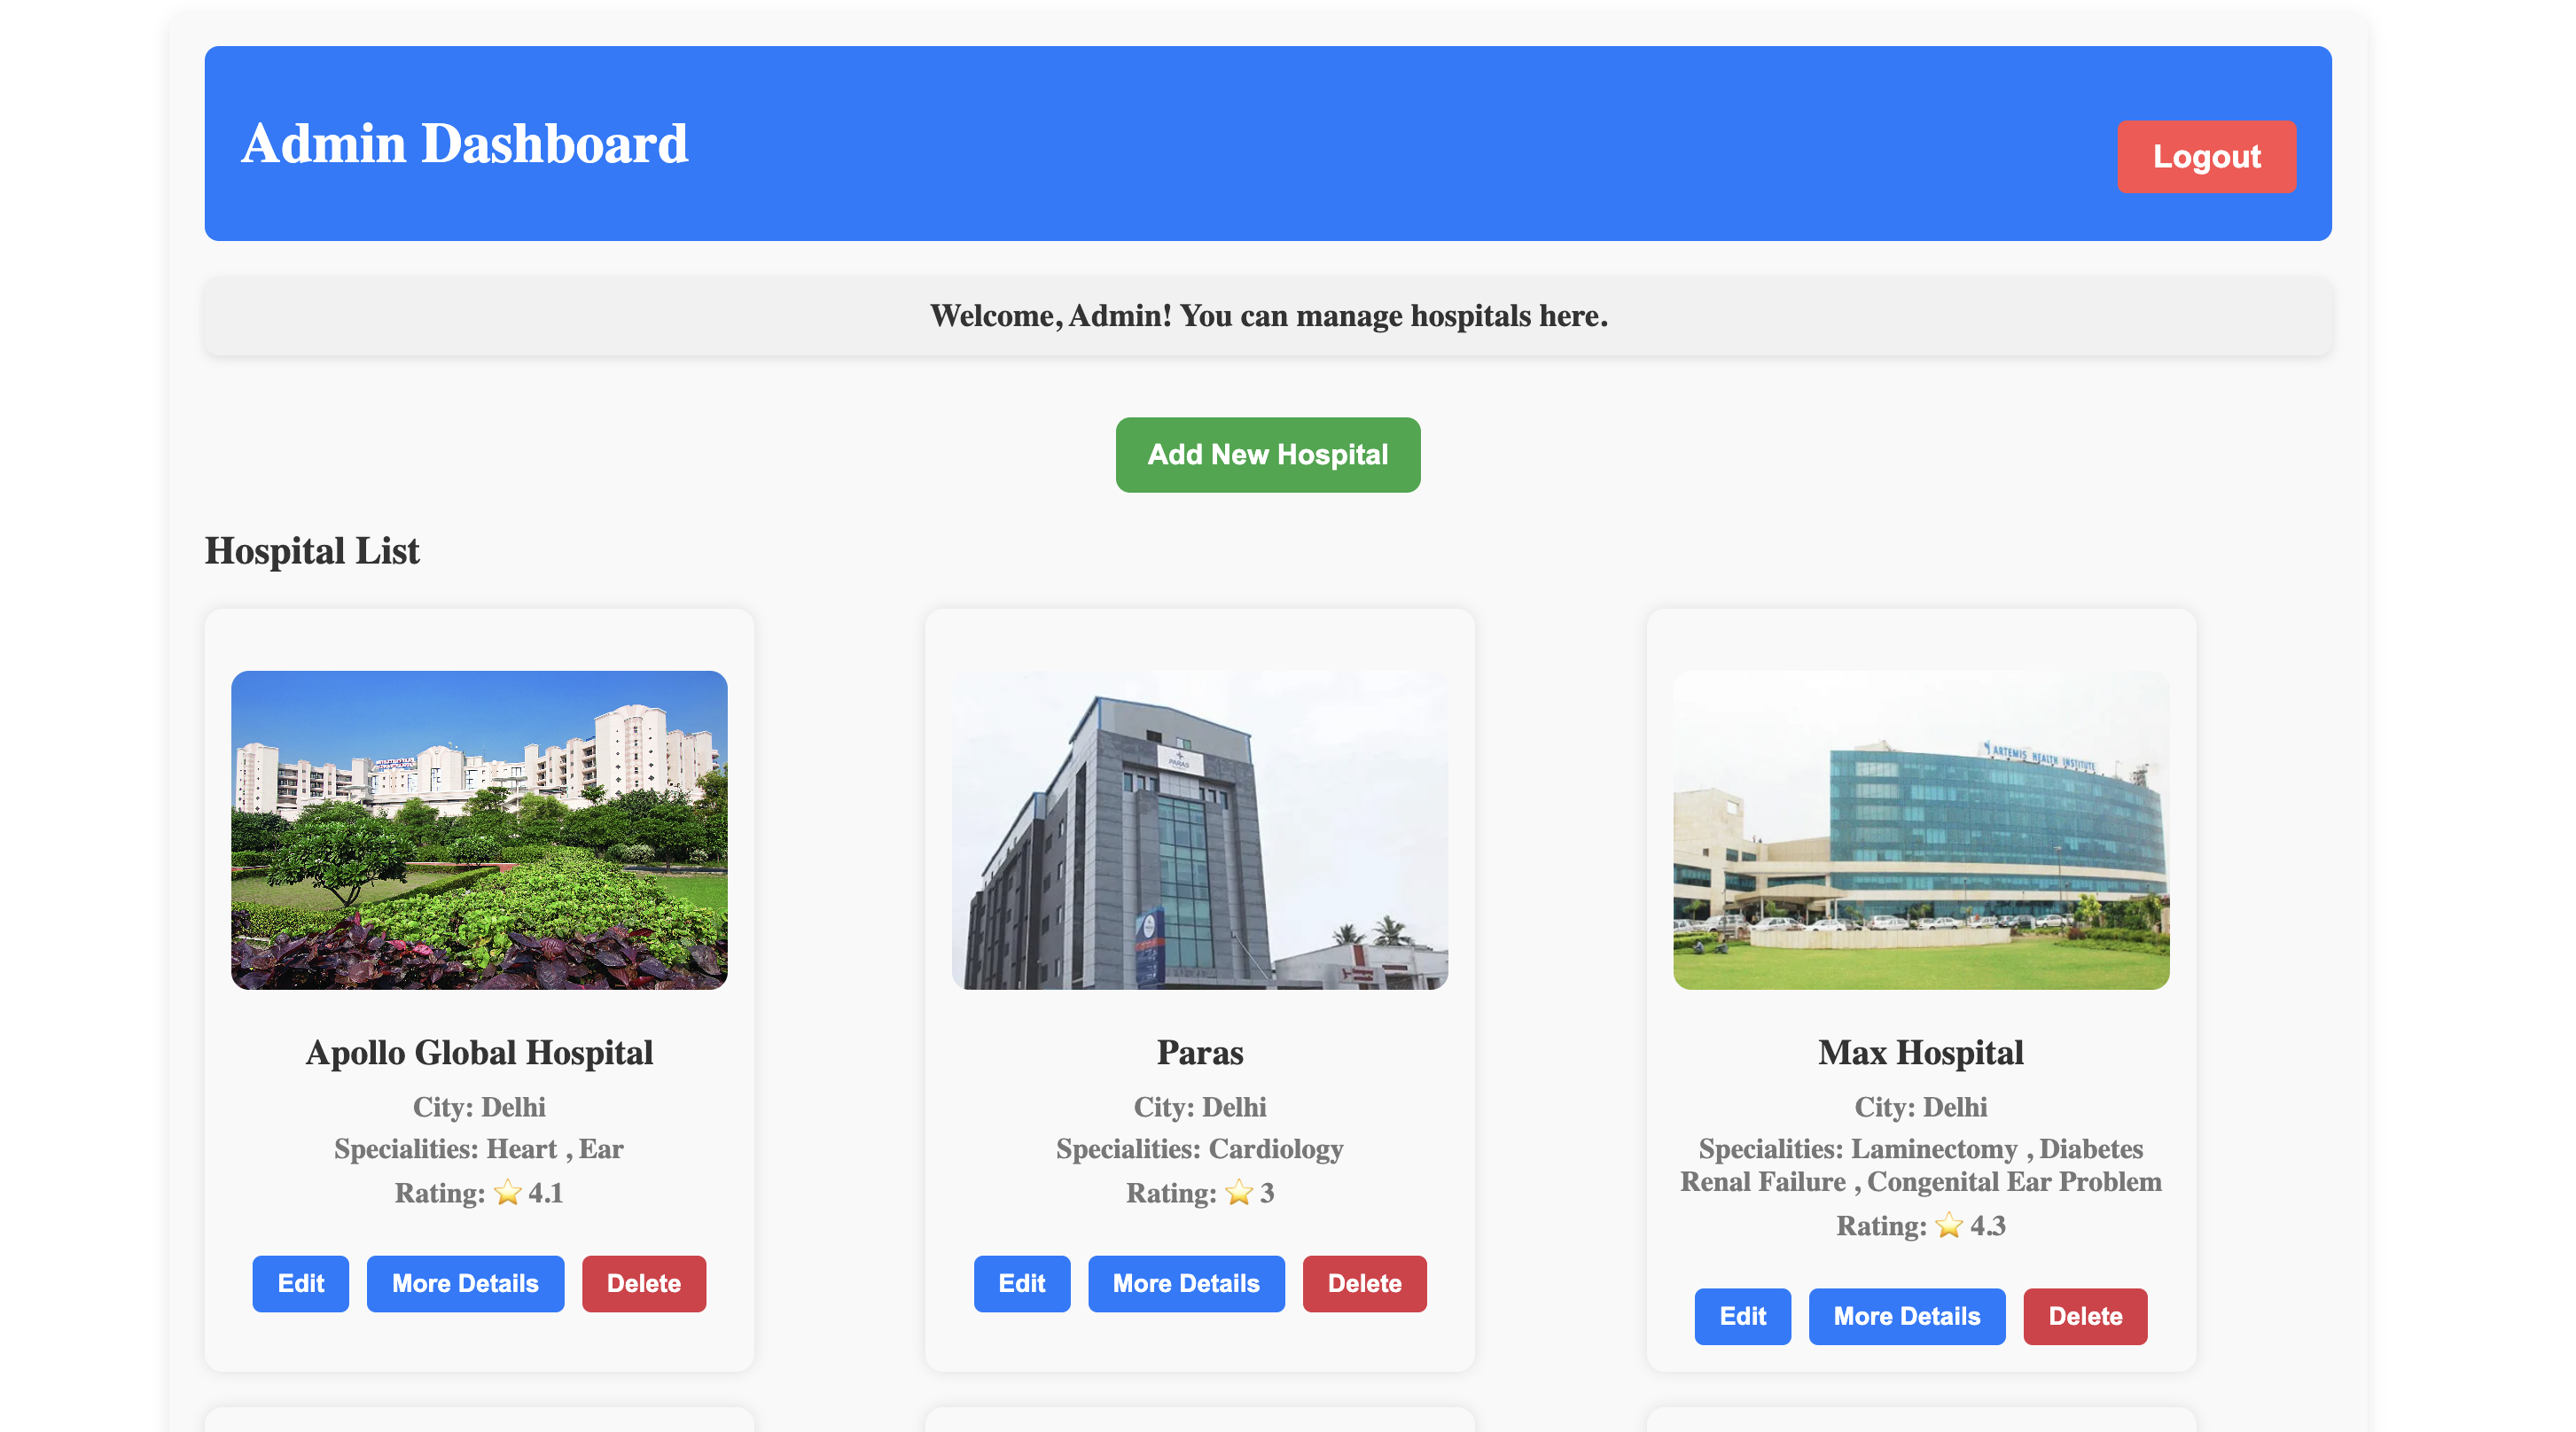 Admin Dashboard
Logout
Welcome, Admin! You can manage hospitals here.
Add New Hospital
Hospital List
PARAS
ARTEMIS HEALTH INSTITUTE
Apollo Global Hospital
City: Delhi
Specialities: Heart , Ear
Rating: ⭐ 4.1
Edit
More Details
Delete
Paras
City: Delhi
Specialities: Cardiology
Rating: ⭐ 3
Edit
More Details
Delete
Max Hospital
City: Delhi
Specialities: Laminectomy , Diabetes
Renal Failure , Congenital Ear Problem
Rating: ⭐ 4.3
Edit
More Details
Delete